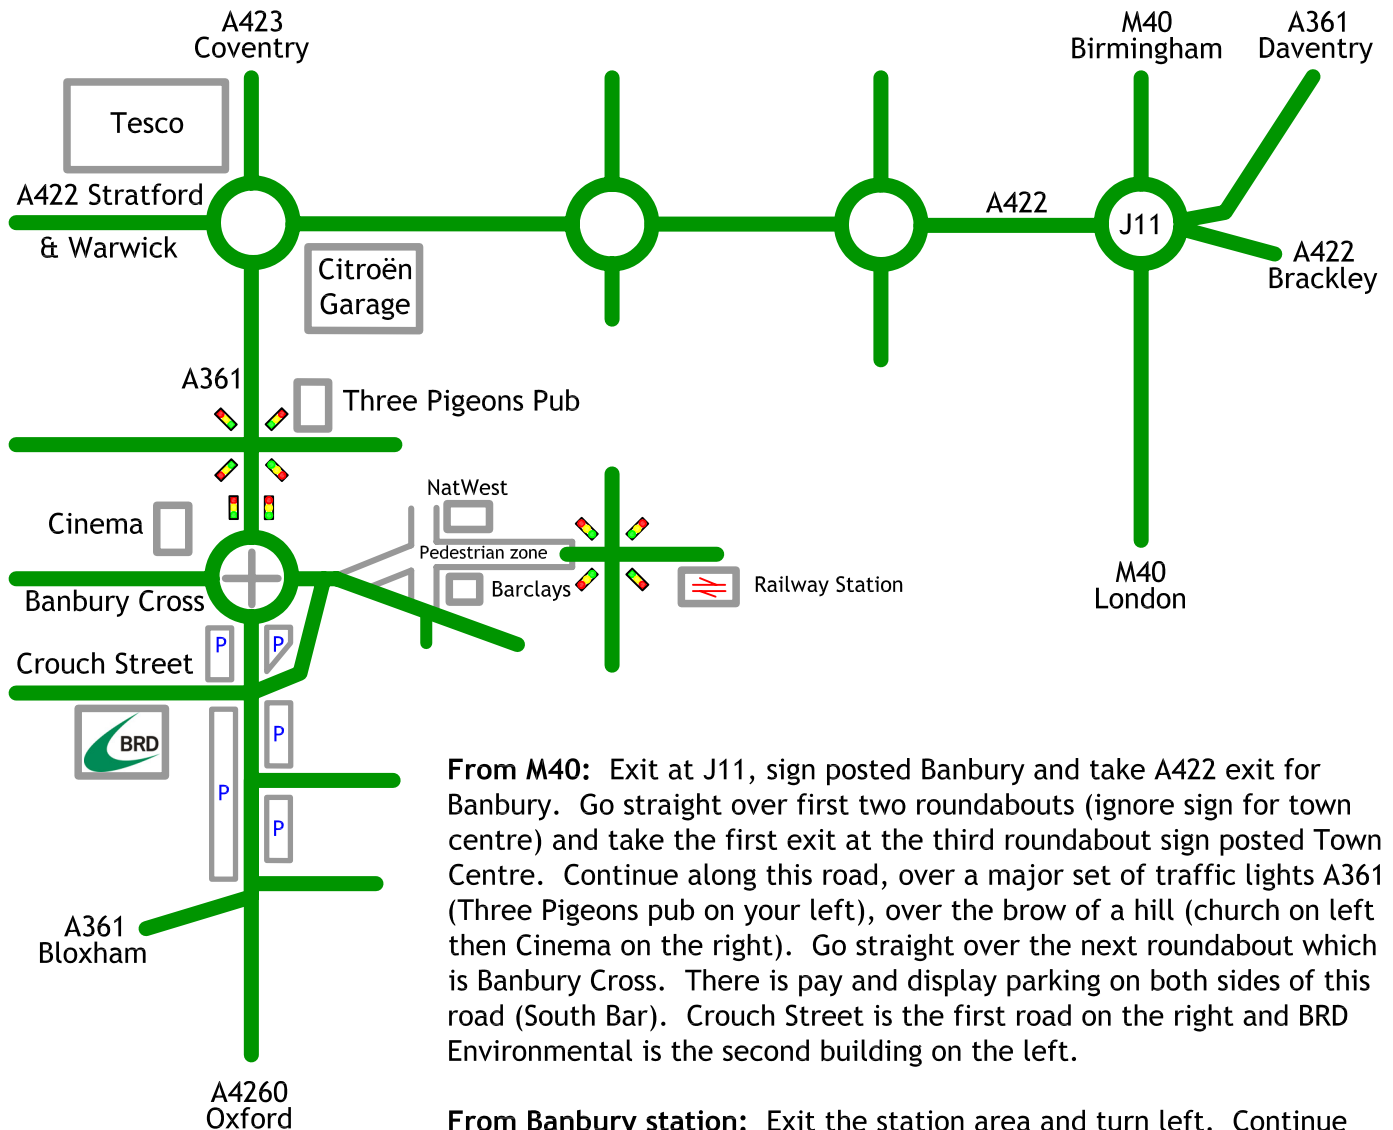 A423
Coventry
M40
Birmingham
A361
Daventry
Tesco
A422 Stratford
& Warwick
A422
J11
A422
Brackley
Citroën
Garage
A361
Three Pigeons Pub
NatWest
Cinema
Pedestrian zone
Barclays
Railway Station
M40
London
Banbury Cross
P
P
Crouch Street
BRD
P
P
P
A361
Bloxham
A4260
Oxford
From M40: Exit at J11, sign posted Banbury and take A422 exit for
Banbury. Go straight over first two roundabouts (ignore sign for town
centre) and take the first exit at the third roundabout sign posted Town
Centre. Continue along this road, over a major set of traffic lights A361
(Three Pigeons pub on your left), over the brow of a hill (church on left
then Cinema on the right). Go straight over the next roundabout which
is Banbury Cross. There is pay and display parking on both sides of this
road (South Bar). Crouch Street is the first road on the right and BRD
Environmental is the second building on the left.
From Banbury station: Exit the station area and turn left. Continue